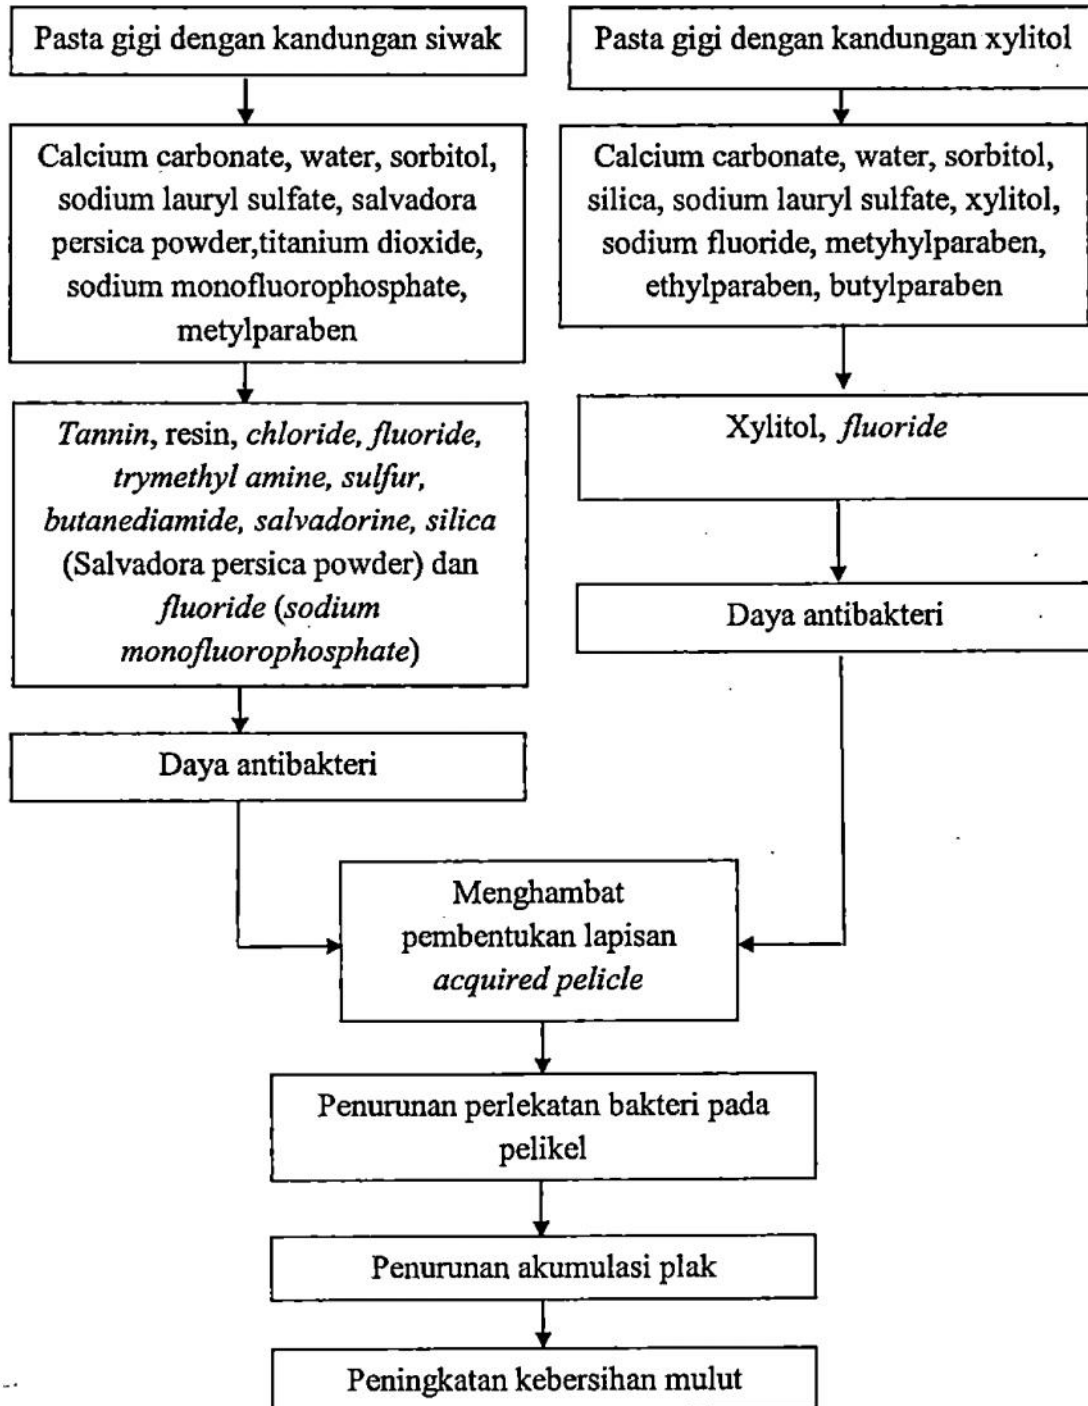 Pasta gigi dengan kandungan siwak
Pasta gigi dengan kandungan xylitol
Calcium carbonate, water, sorbitol,
sodium lauryl sulfate, salvadora
persica powder,titanium dioxide,
sodium monofluorophosphate,
metylparaben
Calcium carbonate, water, sorbitol,
silica, sodium lauryl sulfate, xylitol,
sodium fluoride, metyhylparaben,
ethylparaben, butylparaben
Tannin, resin, chloride, fluoride,
trymethyl amine, sulfur,
butanediamide, salvadorine, silica
(Salvadora persica powder) dan
fluoride (sodium
monofluorophosphate)
Xylitol, fluoride
Daya antibakteri
Daya antibakteri
Menghambat
pembentukan lapisan
acquired pelicle
Penurunan perlekatan bakteri pada
pelikel
Penurunan akumulasi plak
Peningkatan kebersihan mulut